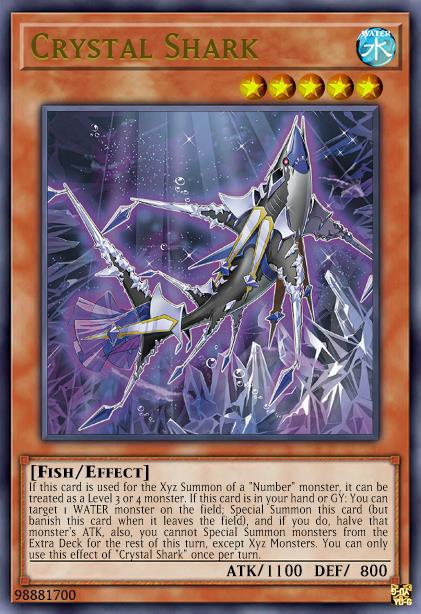 CRYSTAL SHARK
WATER
水
[FISH/EFFECT]
If this card is used for the Xyz Summon of a "Number" monster, it can be
treated as a Level 3 or 4 monster. If this card is in your hand or GY: You can
target 1 WATER monster on the field; Special Summon this card (but
banish this card when it leaves the field), and if you do, halve that
monster's ATK, also, you cannot Special Summon monsters from the
Extra Deck for the rest of this turn, except Xyz Monsters. You can only
use this effect of "Crystal Shark" once per turn.
ATK/1100 DEF/ 800
98881700